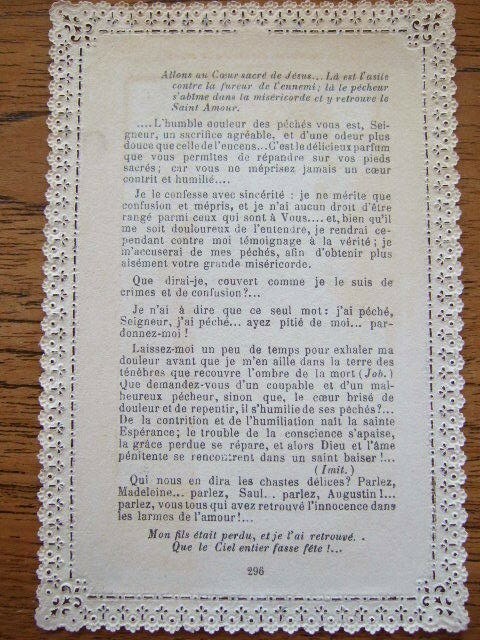 Allons au Cœur sacré de Jésus... Là est l'asile
contre la fureur de l'ennemi; là le pécheur
s'abîme dans la miséricorde et y retrouve le
Saint Amour.
....L'humble douleur des péchés vous est, Sei-
gneur, un sacrifice agréable, et d'une odeur plus
douce que celle de l'encens... C'est le délicieux parfum
que vous permîtes de répandre sur vos pieds
sacrés; car vous ne méprisez jamais un cœur
contrit et humilié....
Je le confesse avec sincérité : je ne mérite que
confusion et mépris, et je n'ai aucun droit d'être
rangé parmi ceux qui sont à Vous.... et, bien qu'il
me soit douloureux de l'entendre, je rendrai ce-
pendant contre moi témoignage à la vérité; je
m'accuserai de mes péchés, afin d'obtenir plus
aisément votre grande miséricorde.
Que dirai-je, couvert comme je le suis de
crimes et de confusion ?...
Je n'ai à dire que ce seul mot : j'ai péché,
Seigneur, j'ai péché... ayez pitié de moi... par-
donnez-moi !
Laissez-moi un peu de temps pour exhaler ma
douleur avant que je m'en aille dans la terre des
ténèbres que recouvre l'ombre de la mort (Job.)
Que demandez-vous d'un coupable et d'un mal-
heureux pécheur, sinon que, le cœur brisé de
douleur et de repentir, il s'humilie de ses péchés ?...
De la contrition et de l'humiliation naît la sainte
Espérance; le trouble de la conscience s'apaise,
la grâce perdue se répare, et alors Dieu et l'âme
pénitente se rencontrent dans un saint baiser !...
(Imit.)
Qui nous en dira les chastes délices? Parlez,
Madeleine... parlez, Saul... parlez, Augustin !...
parlez, vous tous qui avez retrouvé l'innocence dans
les larmes de l'amour !...
Mon fils était perdu, et je l'ai retrouvé. .
Que le Ciel entier fasse fête !...
296